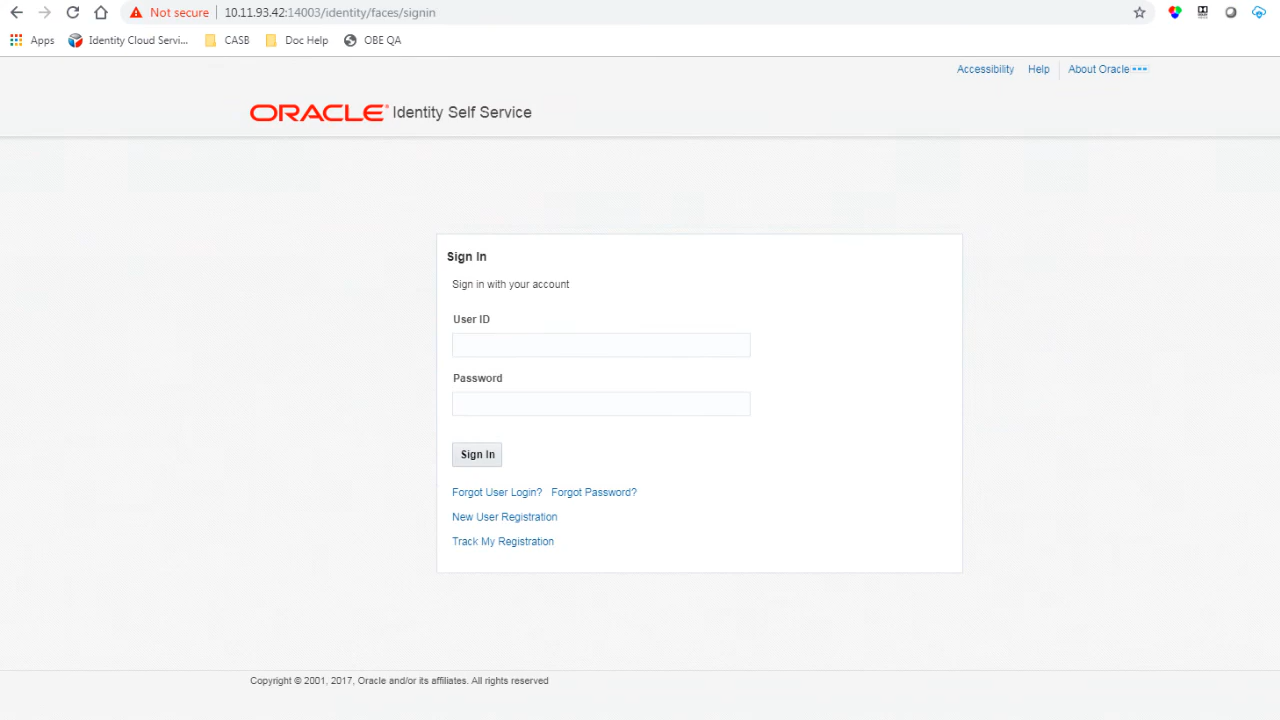 Not secure 10.11.93.42:14003/identity/faces/signin
Apps Identity Cloud Servi... CASB Doc Help OBE QA
Accessibility Help About Oracle
ORACLE® Identity Self Service
Sign In
Sign in with your account
User ID
Password
Sign In
Forgot User Login? Forgot Password?
New User Registration
Track My Registration
Copyright © 2001, 2017, Oracle and/or its affiliates. All rights reserved